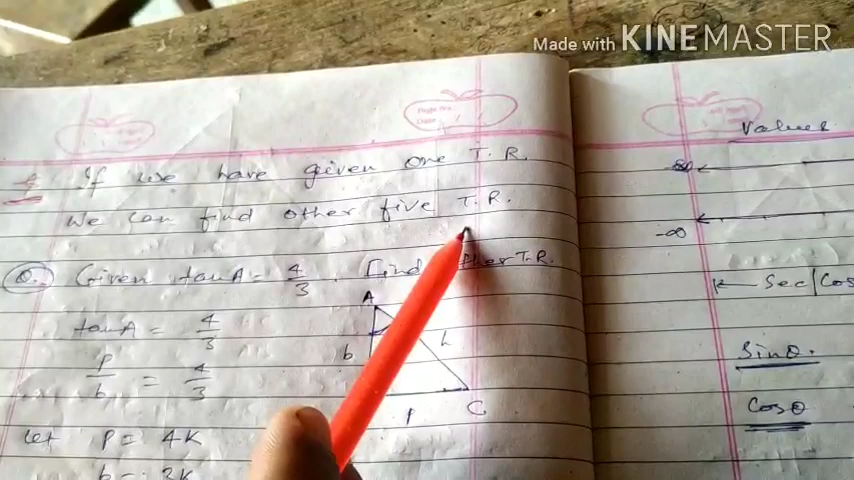 Made with KINEMASTER
If we have given one T.R.
we can find other five T.R.
Q. Given tanA = 4/3. Find other T.R.
tanA = 4/3
P/b = 4/3
let P = 4K
b = 3K
A
b
h
P
C
Values
-∞
Sec | Cos
Sinθ.
Cosθ